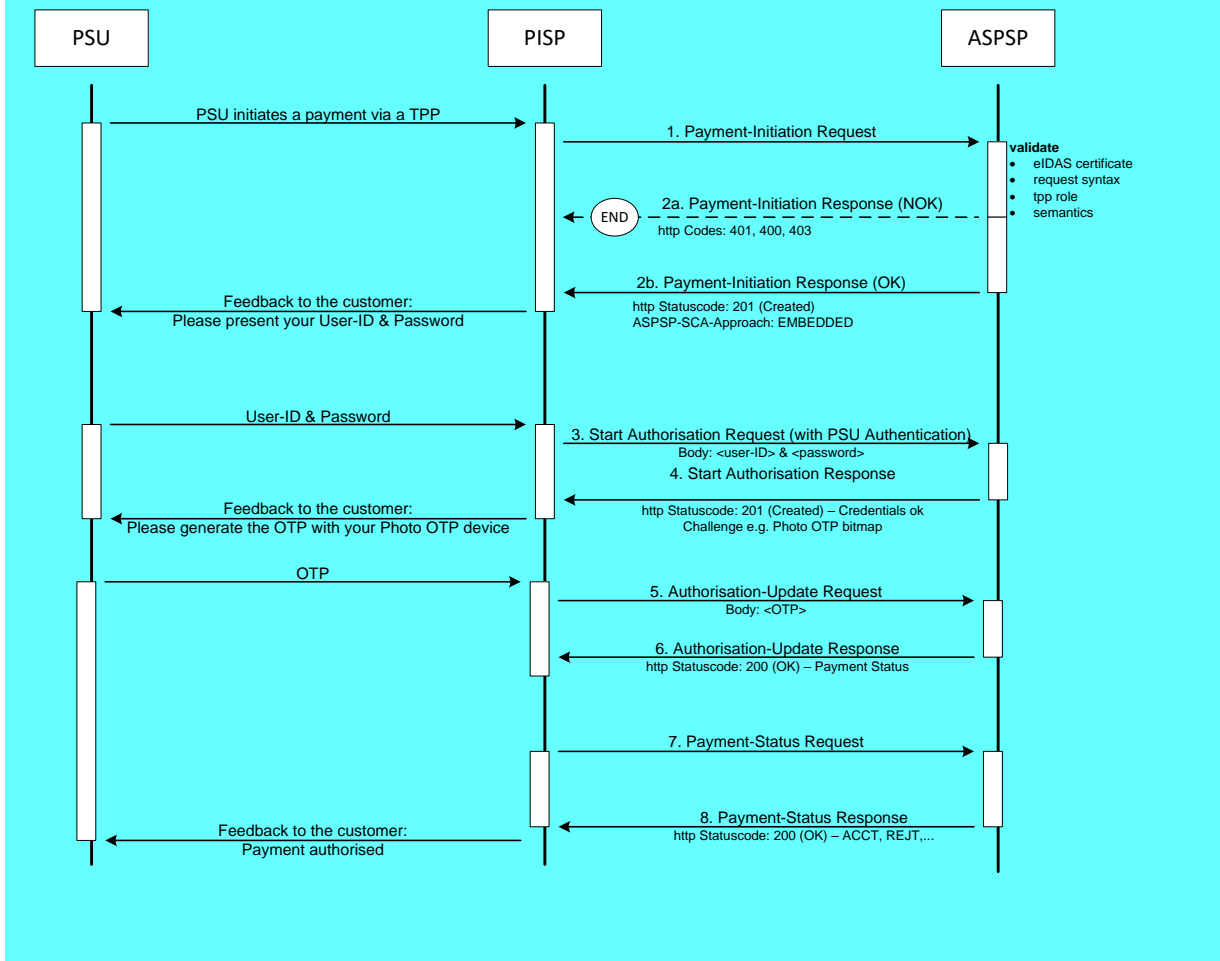 PSU
PISP
ASPSP
PSU initiates a payment via a TPP
1. Payment-Initiation Request
validate
• eIDAS certificate
• request syntax
• tpp role
• semantics
2a. Payment-Initiation Response (NOK)
END
http Codes: 401, 400, 403
2b. Payment-Initiation Response (OK)
http Statuscode: 201 (Created)
ASPSP-SCA-Approach: EMBEDDED
Feedback to the customer:
Please present your User-ID & Password
User-ID & Password
3. Start Authorisation Request (with PSU Authentication)
Body: <user-ID> & <password>
4. Start Authorisation Response
http Statuscode: 201 (Created) – Credentials ok
Challenge e.g. Photo OTP bitmap
Feedback to the customer:
Please generate the OTP with your Photo OTP device
OTP
5. Authorisation-Update Request
Body: <OTP>
6. Authorisation-Update Response
http Statuscode: 200 (OK) – Payment Status
7. Payment-Status Request
8. Payment-Status Response
http Statuscode: 200 (OK) – ACCT, REJT,...
Feedback to the customer:
Payment authorised